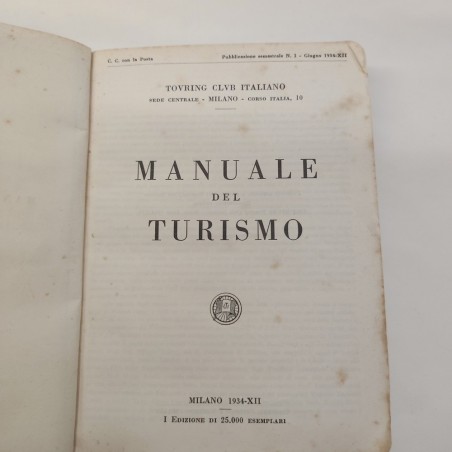 C. C. con la Posta
Pubblicazione semestrale N. 1 - Giugno 1934-XII
TOVRING CLVB ITALIANO
SEDE CENTRALE - MILANO - CORSO ITALIA, 10
MANUALE
DEL
TURISMO
MILANO 1934-XII
I EDIZIONE DI 25.000 ESEMPLARI